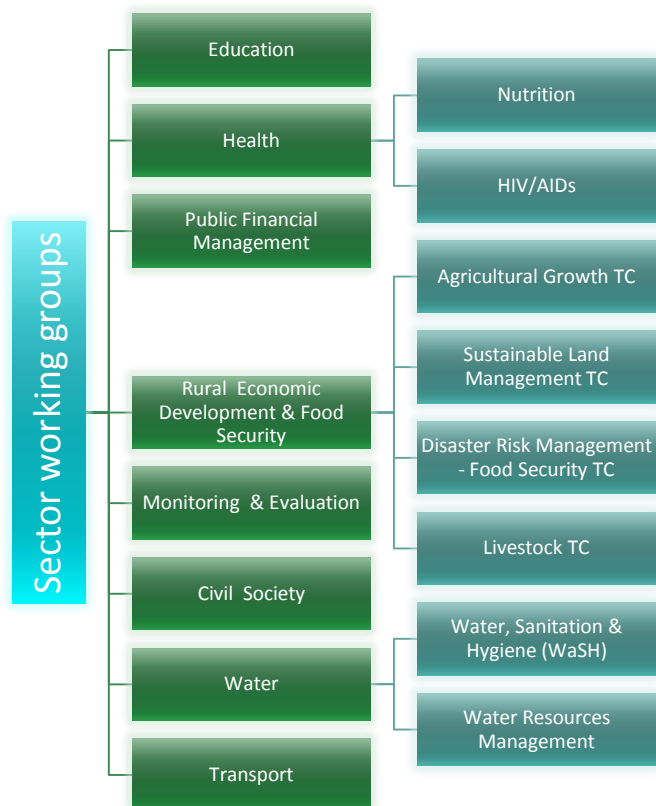 Sector working groups
Education
Health
Nutrition
HIV/AIDs
Public Financial
Management
Rural Economic
Development & Food
Security
Agricultural Growth TC
Sustainable Land
Management TC
Disaster Risk Management
- Food Security TC
Livestock TC
Monitoring & Evaluation
Civil Society
Water
Water, Sanitation &
Hygiene (WaSH)
Water Resources
Management
Transport